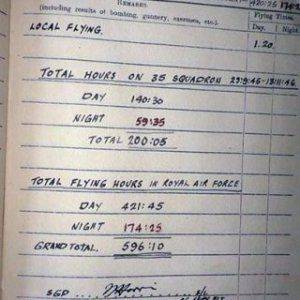 REMARKS
(including results of bombing, gunnery, exercises, etc.)
Flying Times
Day. Night
LOCAL FLYING.
1.20.
TOTAL HOURS ON 35 SQUADRON
DAY 140:30
NIGHT 59:35
TOTAL 200:05
TOTAL FLYING HOURS IN ROYAL AIR FORCE
DAY 421:45
NIGHT 174:25
GRAND TOTAL. 596:10
SGD